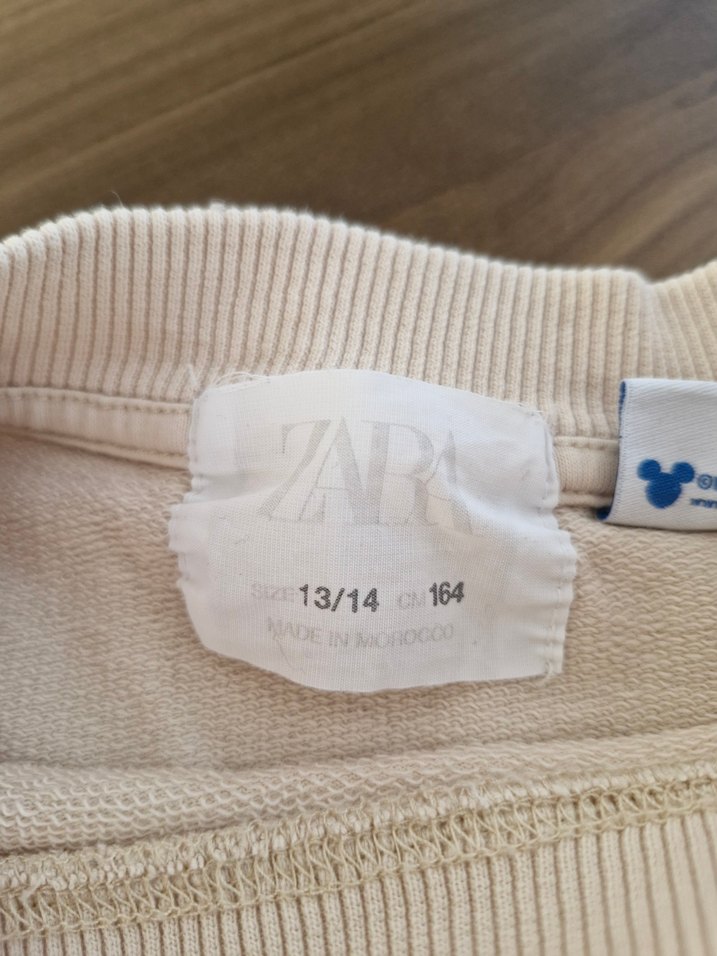 ZARA
SIZE 13/14 CM 164
MADE IN MOROCCO
©